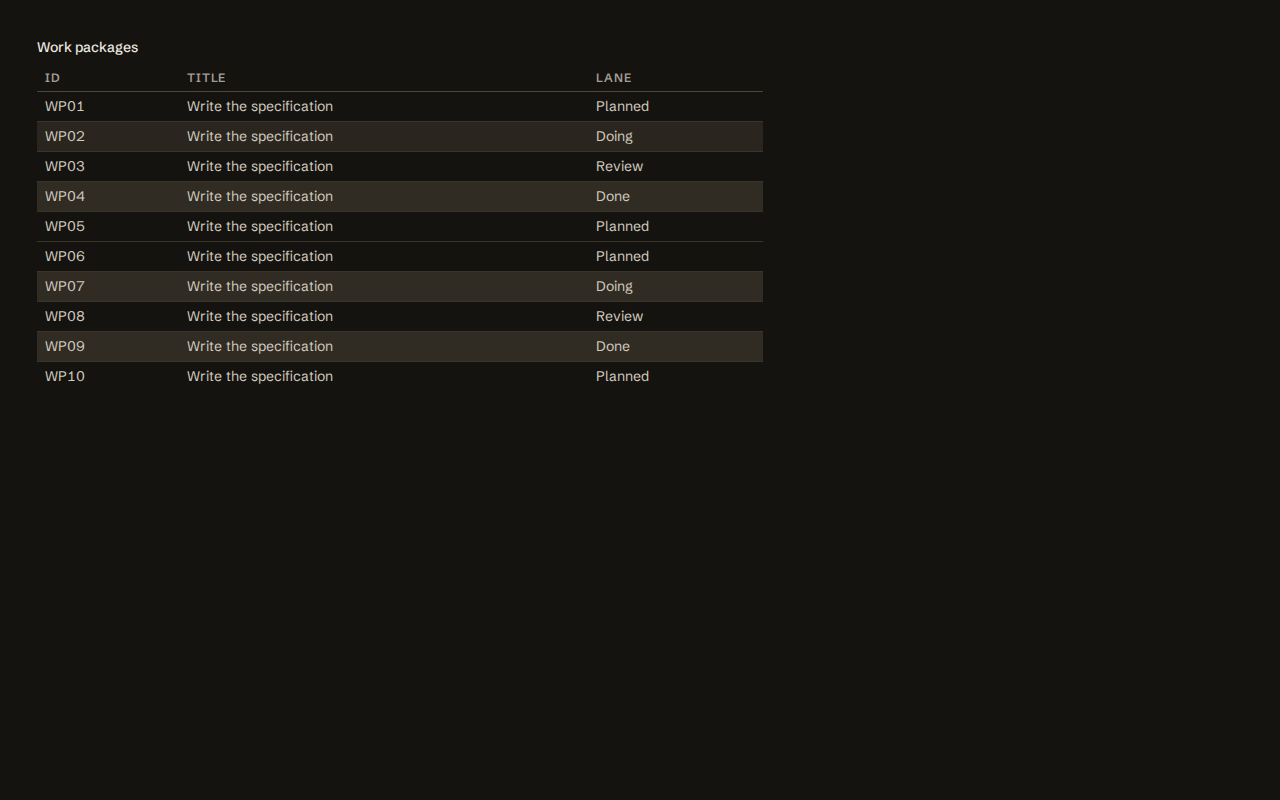 Work packages
ID TITLE LANE
WP01 Write the specification Planned
WP02 Write the specification Doing
WP03 Write the specification Review
WP04 Write the specification Done
WP05 Write the specification Planned
WP06 Write the specification Planned
WP07 Write the specification Doing
WP08 Write the specification Review
WP09 Write the specification Done
WP10 Write the specification Planned